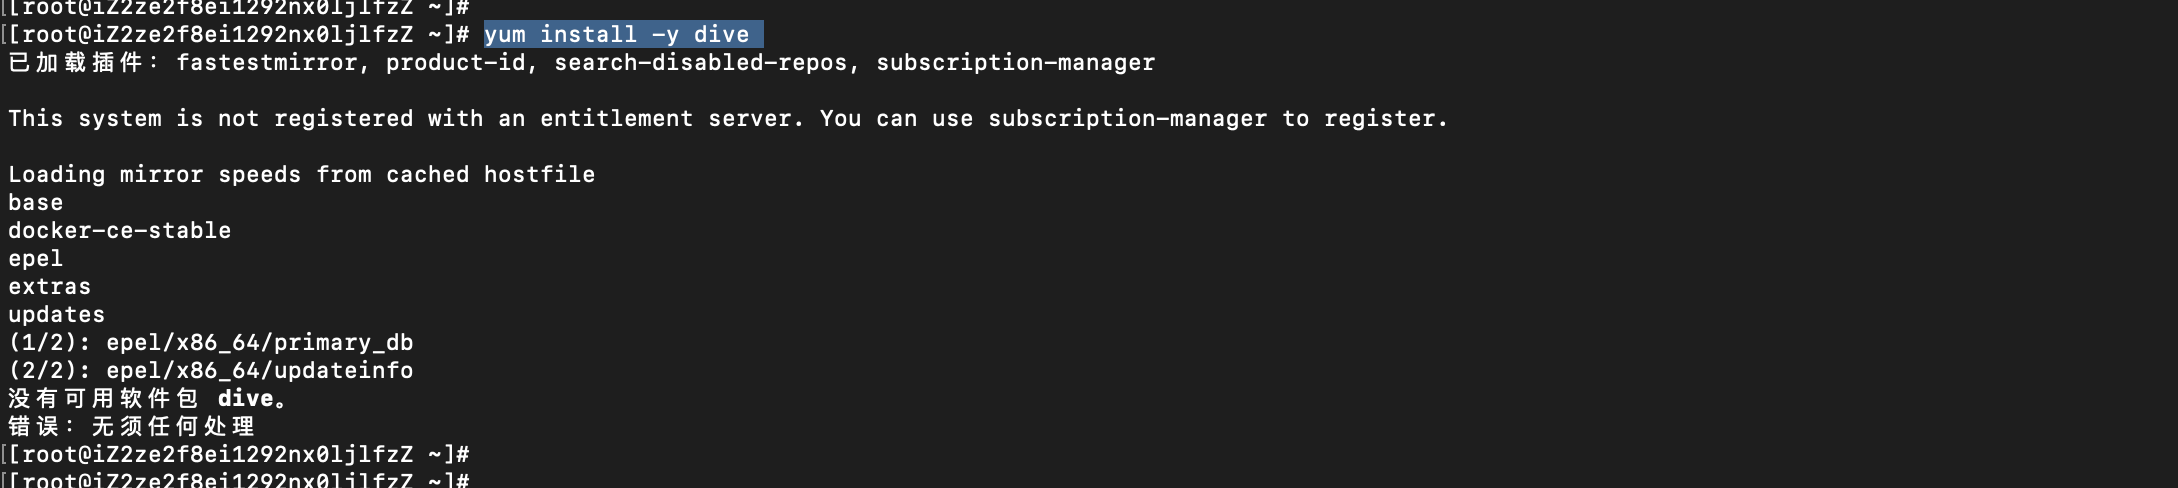 [[root@iZ2ze2f8ei1292nx0ljlfzZ ~]#
[[root@iZ2ze2f8ei1292nx0ljlfzZ ~]# yum install -y dive
已加载插件：fastestmirror, product-id, search-disabled-repos, subscription-manager
This system is not registered with an entitlement server. You can use subscription-manager to register.
Loading mirror speeds from cached hostfile
base
docker-ce-stable
epel
extras
updates
(1/2): epel/x86_64/primary_db
(2/2): epel/x86_64/updateinfo
没有可用软件包 dive。
错误：无须任何处理
[[root@iZ2ze2f8ei1292nx0ljlfzZ ~]#
[[root@iZ2ze2f8ei1292nx0ljlfzZ ~]#